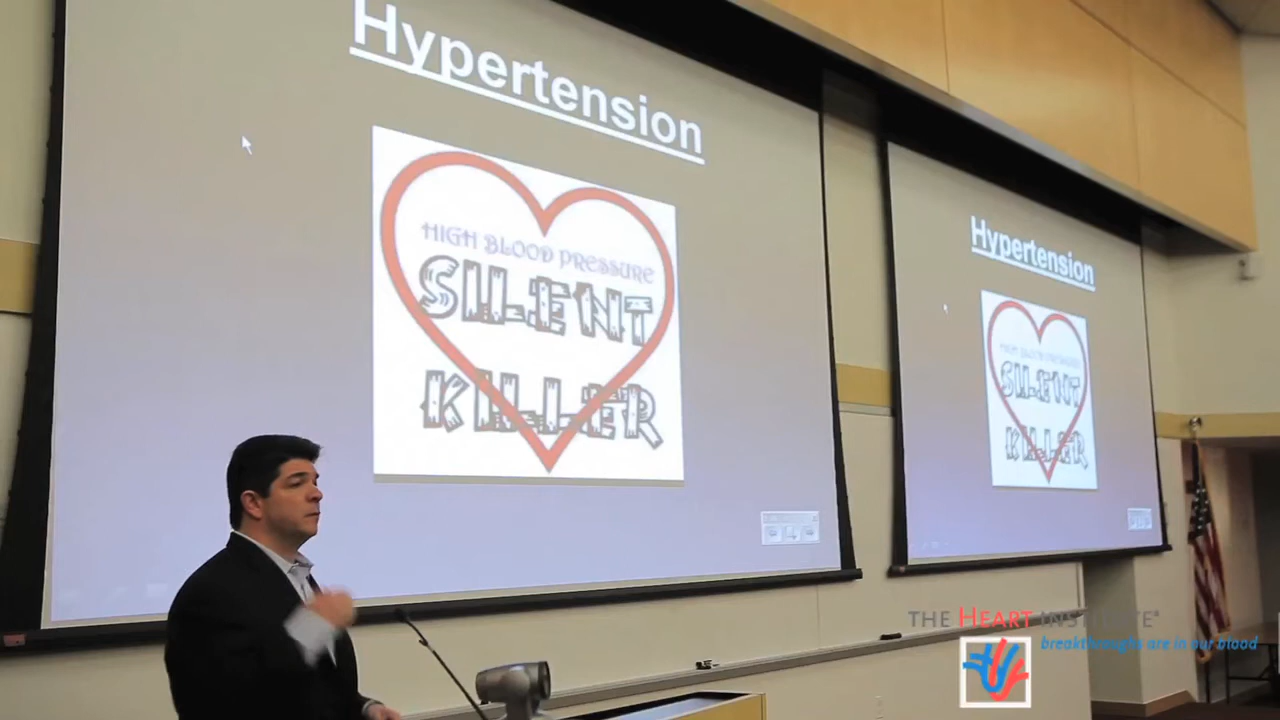 Hypertension
HIGH BLOOD PRESSURE
SILENT
KILLER
Hypertension
HIGH BLOOD PRESSURE
SILENT
KILLER
THE HEART INSTITUTE
breakthroughs are in our blood